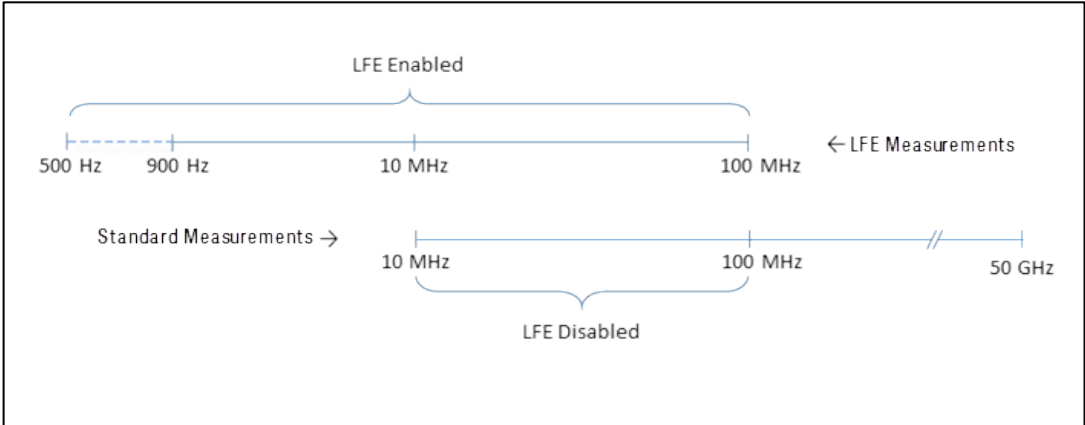 LFE Enabled
500 Hz 900 Hz 10 MHz 100 MHz
← LFE Measurements
Standard Measurements →
10 MHz 100 MHz 50 GHz
LFE Disabled